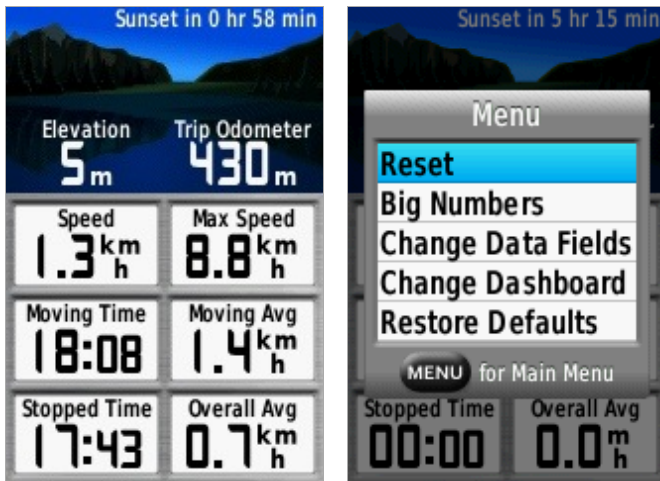 Sunset in 0 hr 58 min
Elevation Trip Odometer
5 m 430 m
Speed Max Speed
1.3 km h 8.8 km h
Moving Time Moving Avg
18:08 1.4 km h
Stopped Time Overall Avg
17:43 0.7 km h
Sunset in 5 hr 15 min
Menu
Reset
Big Numbers
Change Data Fields
Change Dashboard
Restore Defaults
MENU for Main Menu
Stopped Time Overall Avg
00:00 0.0 m h